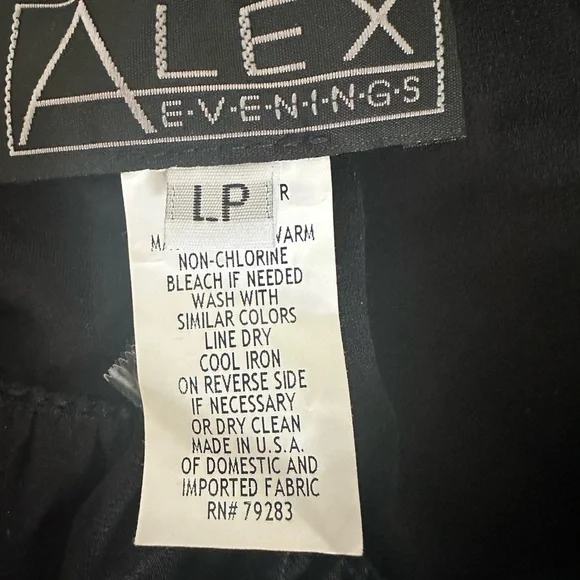 ALEX
E·V·E·N·I·N·G·S
LP
R
WARM
NON-CHLORINE
BLEACH IF NEEDED
WASH WITH
SIMILAR COLORS
LINE DRY
COOL IRON
ON REVERSE SIDE
IF NECESSARY
OR DRY CLEAN
MADE IN U.S.A.
OF DOMESTIC AND
IMPORTED FABRIC
RN# 79283